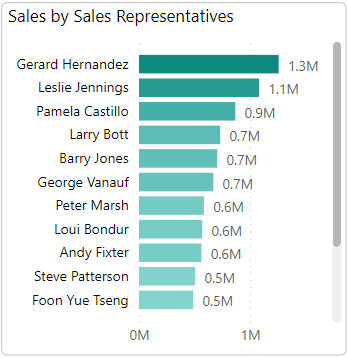 Sales by Sales Representatives
Gerard Hernandez 1.3M
Leslie Jennings 1.1M
Pamela Castillo 0.9M
Larry Bott 0.7M
Barry Jones 0.7M
George Vanauf 0.7M
Peter Marsh 0.6M
Loui Bondur 0.6M
Andy Fixter 0.6M
Steve Patterson 0.5M
Foon Yue Tseng 0.5M
0M 1M